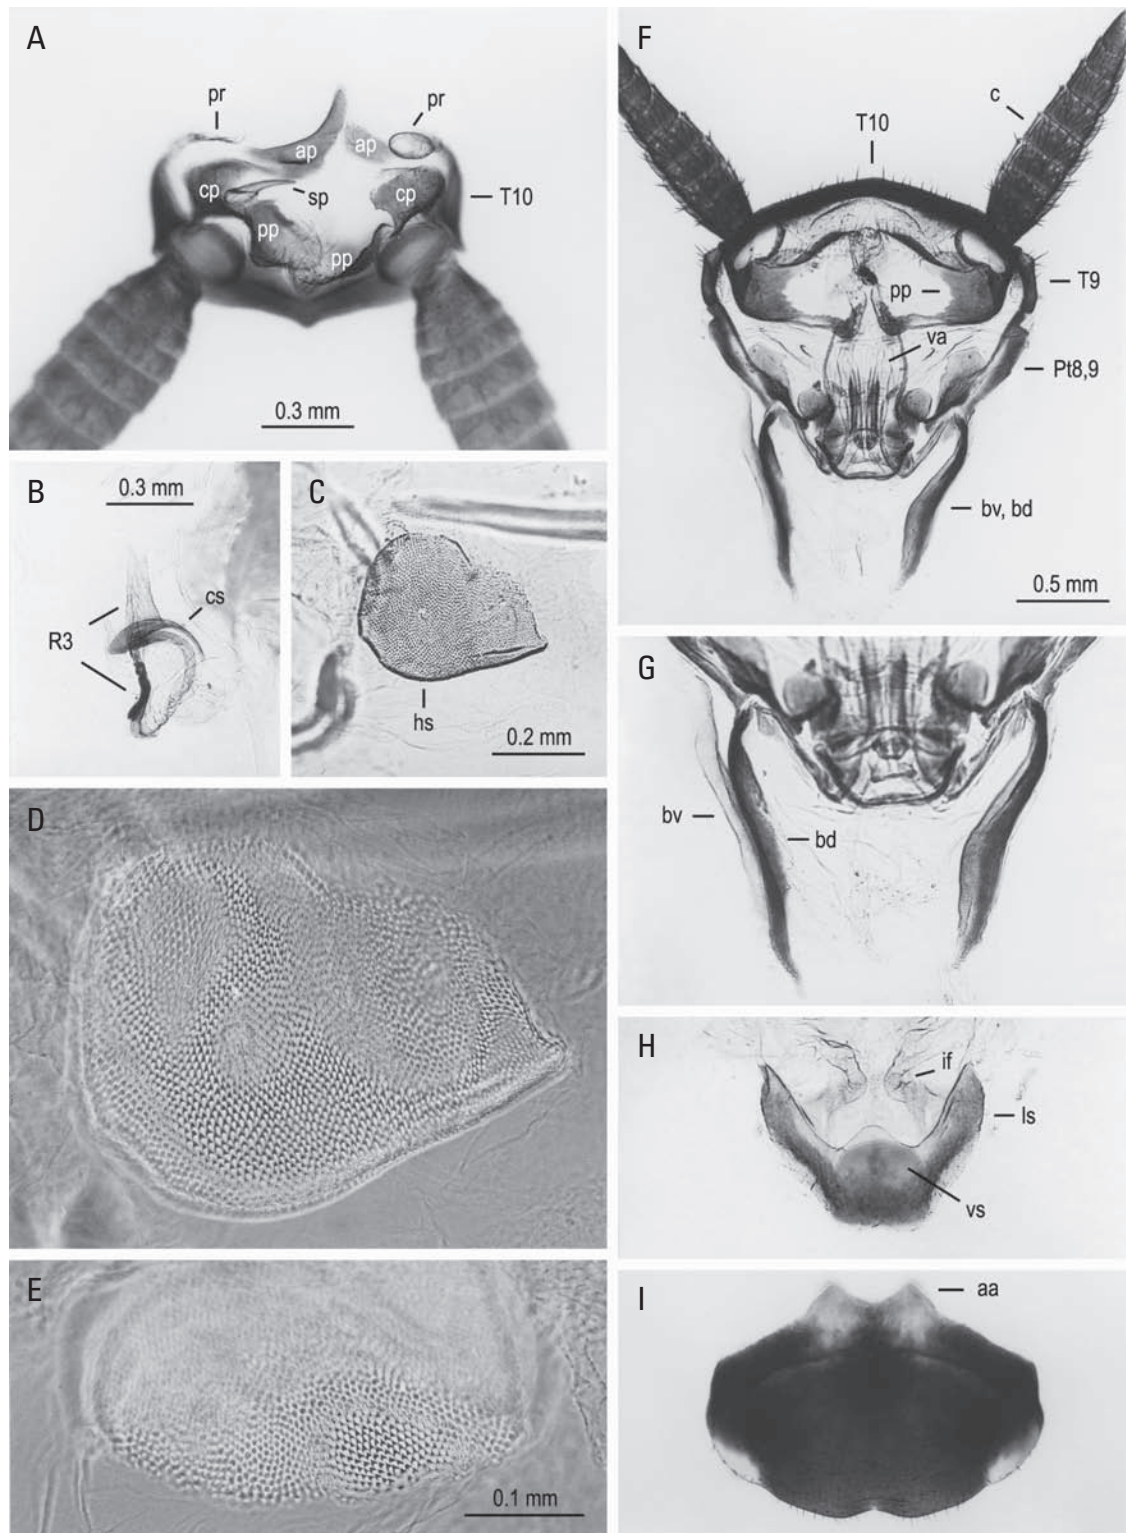 A
pr
pr
ap
ap
cp
sp
cp
T10
pp
pp
0.3 mm
B
0.3 mm
cs
R3
C
hs
0.2 mm
D
E
0.1 mm
F
c
T10
T9
pp
va
Pt8,9
bv, bd
0.5 mm
G
bv
bd
H
if
ls
vs
I
aa